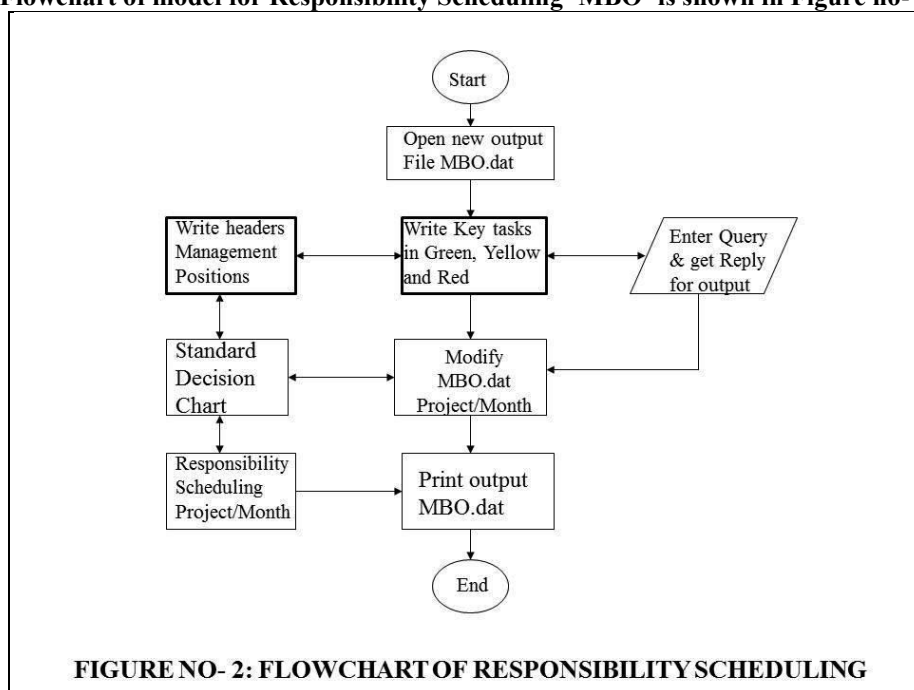 Flowchart of model for Responsibility Scheduling "MBO" is shown in Figure no-
Start
Open new output
File MBO.dat
Write headers
Management
Positions
Write Key tasks
in Green, Yellow
and Red
Enter Query
& get Reply
for output
Standard
Decision
Chart
Modify
MBO.dat
Project/Month
Responsibility
Scheduling
Project/Month
Print output
MBO.dat
End
FIGURE NO- 2: FLOWCHART OF RESPONSIBILITY SCHEDULING